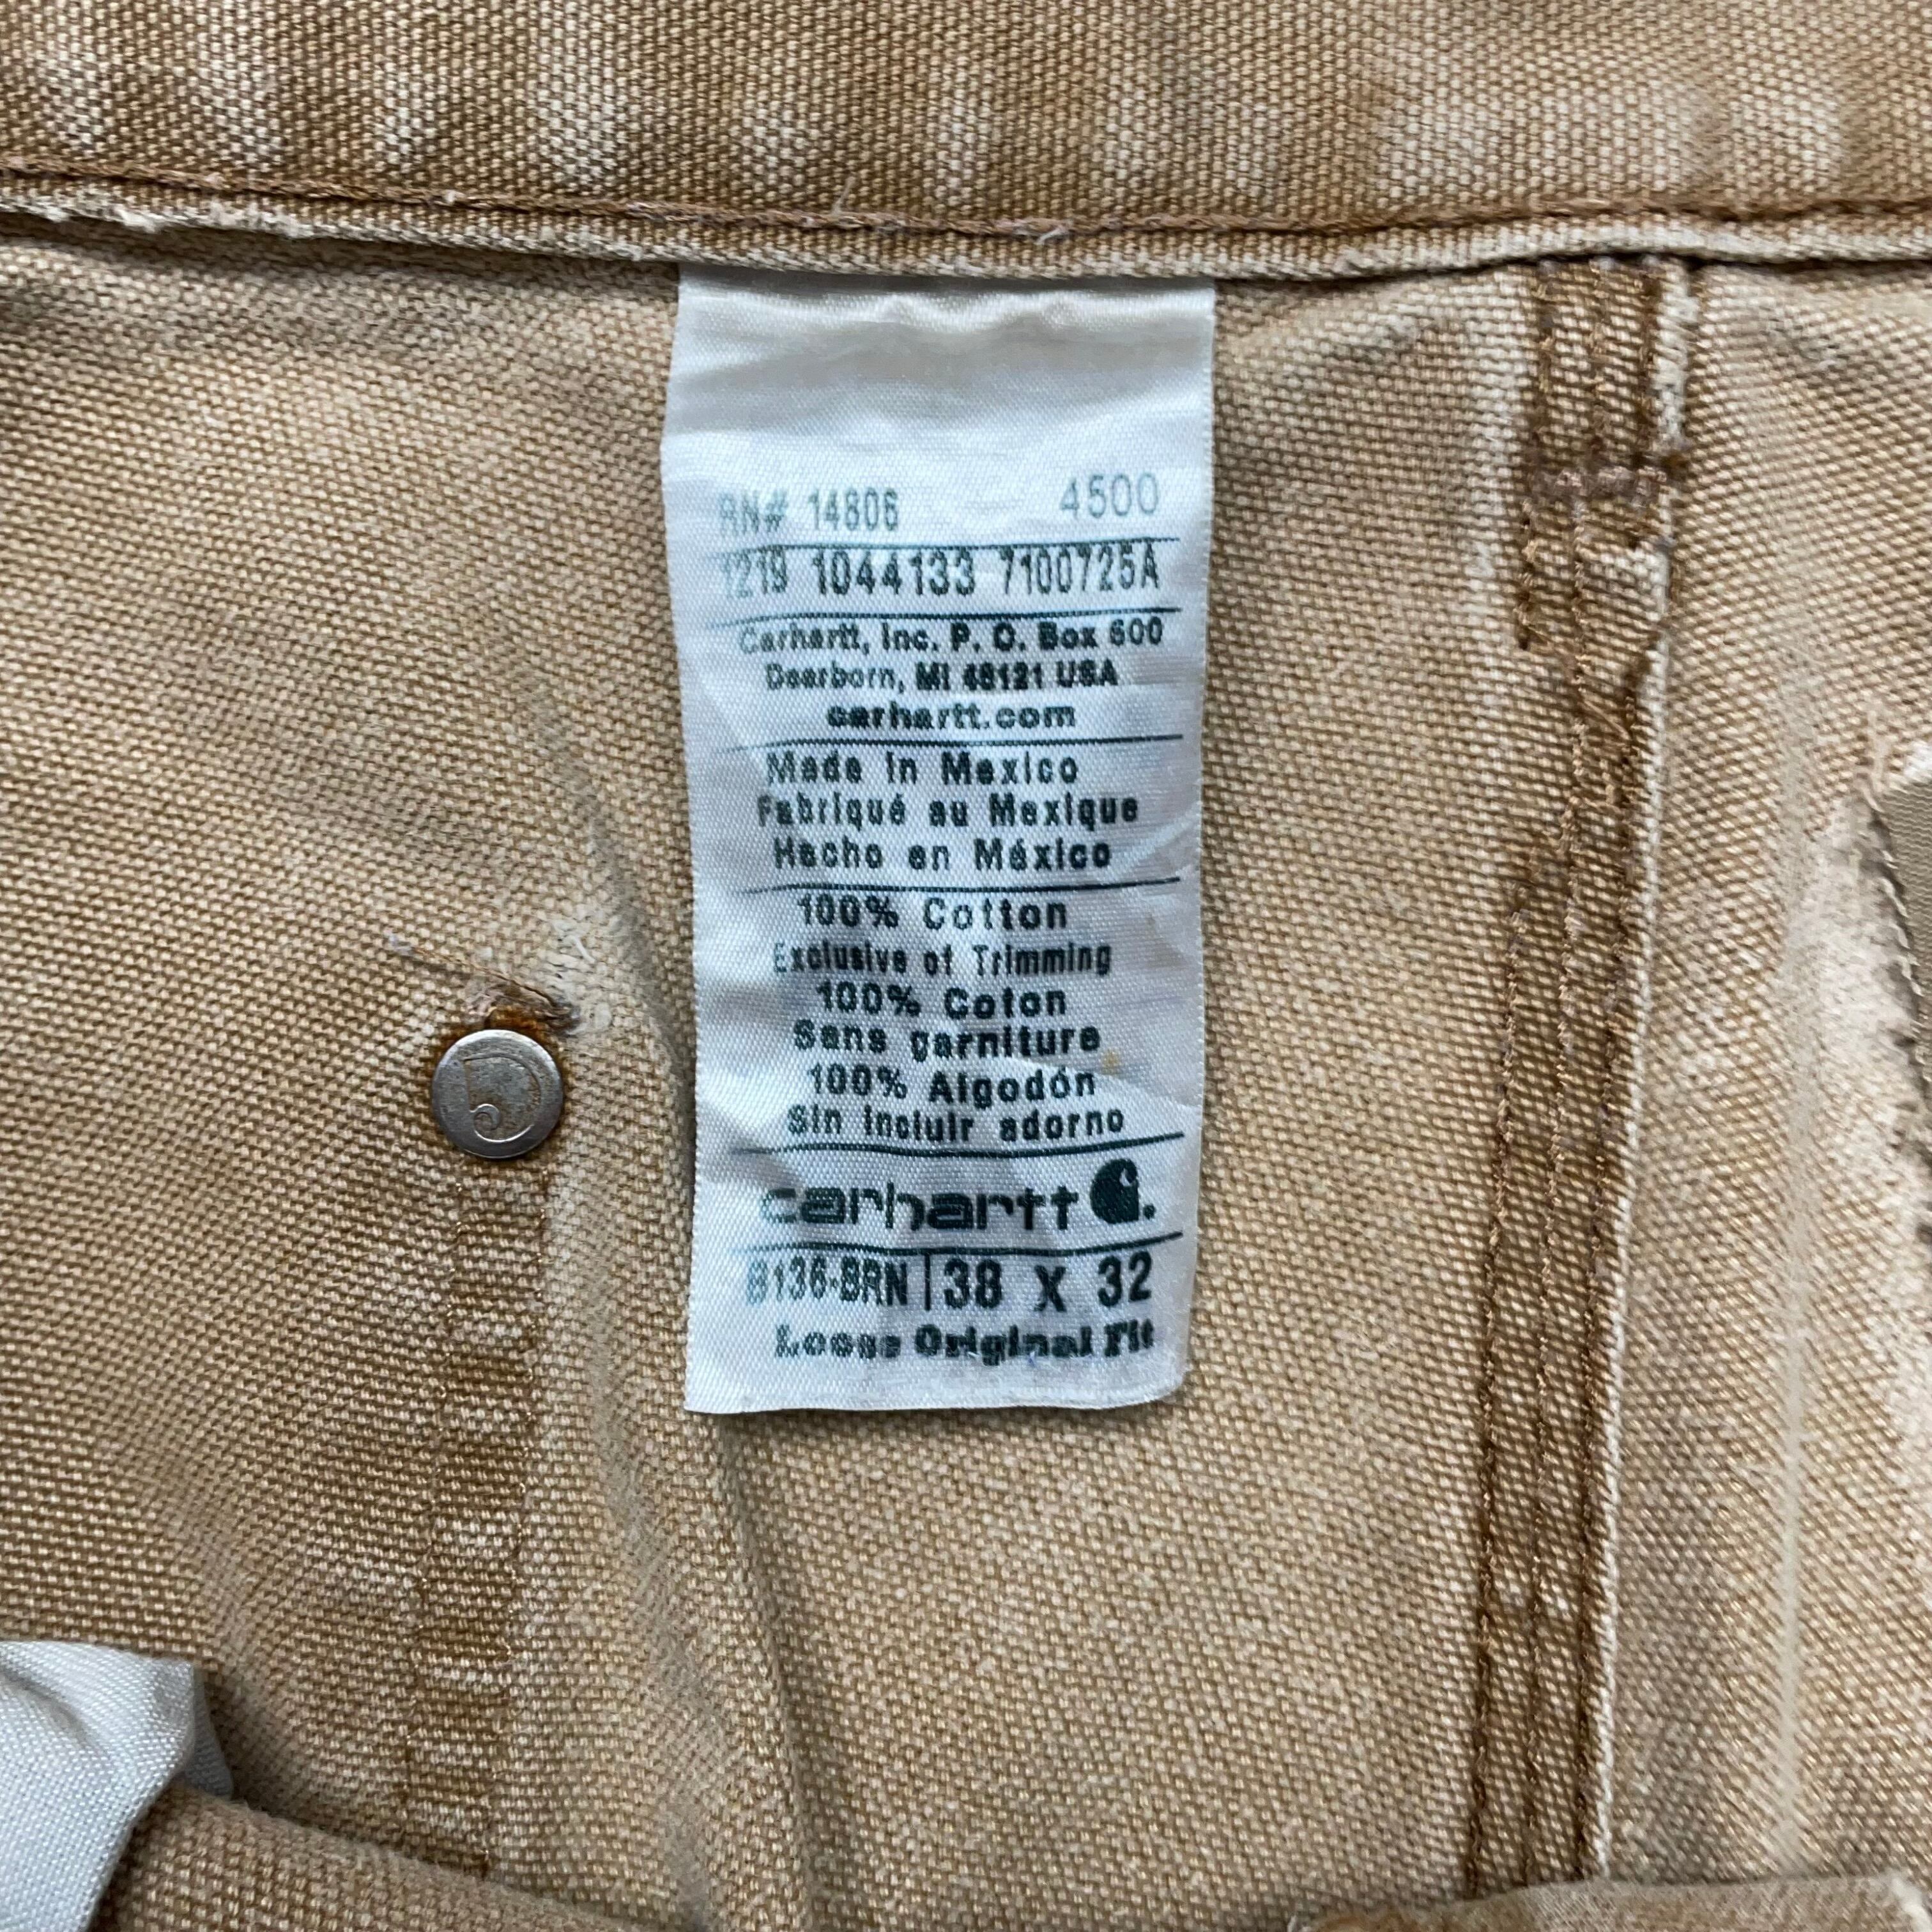 RN# 14806 4500
1219 1044133 7100725A
Carhartt, Inc. P. O. Box 600
Dearborn, MI 48121 USA
carhartt.com
Made in Mexico
Fabriqué au Mexique
Hecho en México
100% Cotton
Exclusive of Trimming
100% Coton
Sans garniture
100% Algodón
Sin incluir adorno
carhartt
B136-BRN 38 X 32
Loose Original Fit